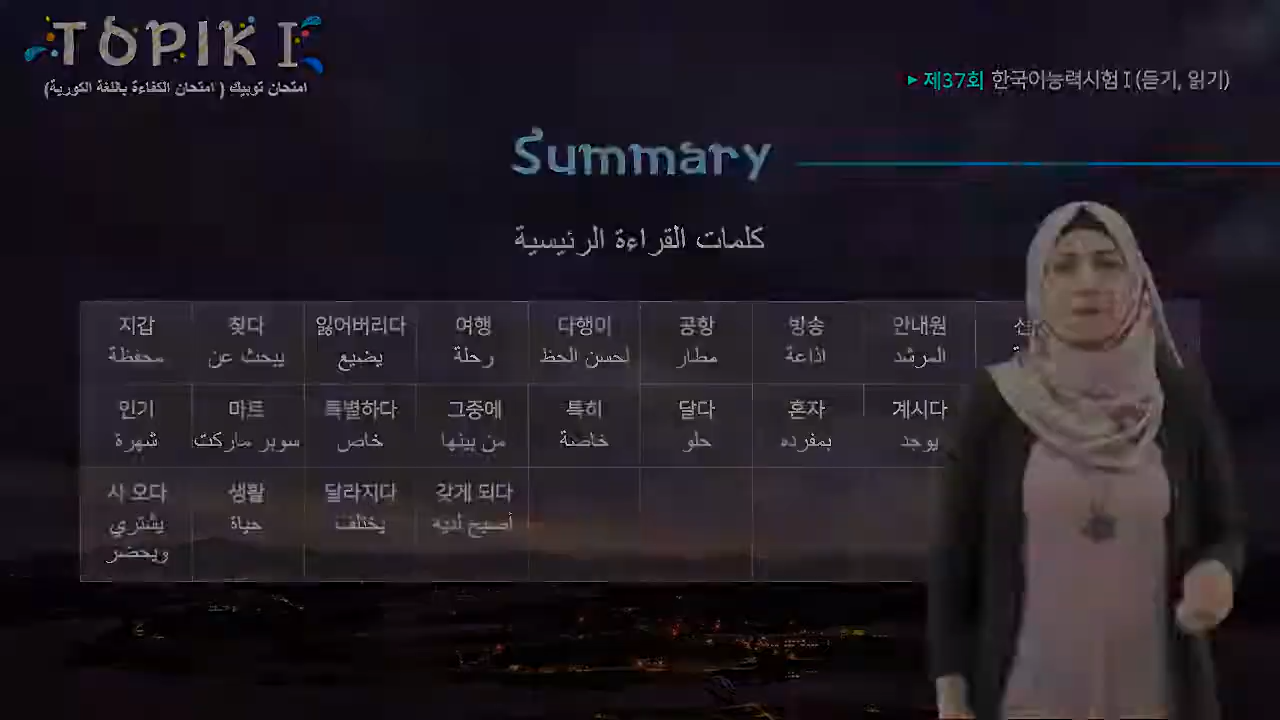 TOPIK I
امتحان توبيك ( امتحان الكفاءة باللغة الكورية)
▶ 제37회 한국어능력시험 I (듣기, 읽기)
Summary
كلمات القراءة الرئيسية
지갑 찾다 잃어버리다 여행 다행이 공항 방송 안내원
محفظة يبحث عن يضيع رحلة لحسن الحظ مطار اذاعة المرشد
인기 마트 특별하다 그중에 특히 달다 혼자 계시다
شهرة سوبر ماركت خاص من بينها خاصة حلو بمفرده يوجد
사 오다 생활 달라지다 갖게 되다
يشتري حياة يختلف أصبح لديه
ويحضر